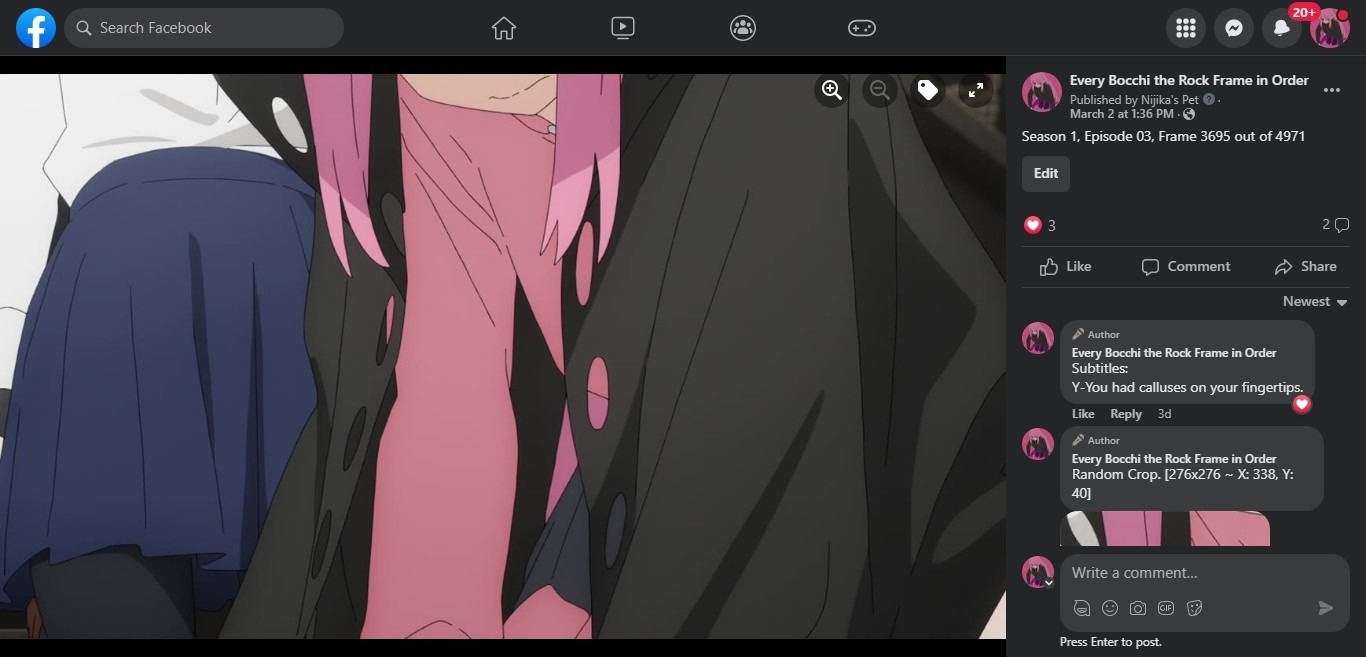 Search Facebook
20+
Every Bocchi the Rock Frame in Order
Published by Nijika's Pet
March 2 at 1:36 PM ·
Season 1, Episode 03, Frame 3695 out of 4971
Edit
3
2
Like
Comment
Share
Newest
Author
Every Bocchi the Rock Frame in Order
Subtitles:
Y-You had calluses on your fingertips.
Like Reply 3d
Author
Every Bocchi the Rock Frame in Order
Random Crop. [276x276 ~ X: 338, Y:
40]
Write a comment...
GIF
Press Enter to post.